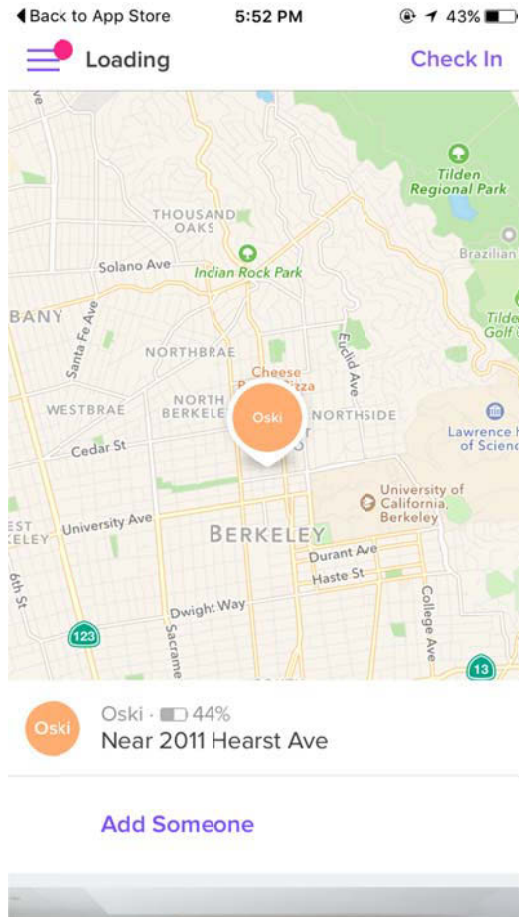 Back to App Store 5:52 PM 43%
Loading Check In
Tilden
Regional Park
THOUSAND
OAKS
Brazilian
Solano Ave
Indian Rock Park
BANY
Santa Fe Ave
NORTHBRAE
Euclid Ave
Cheese
WESTBRAE
NORTH
NORTHSIDE
Oski
Cedar St
Lawrence
of Scienc
University of
California,
Berkeley
University Ave
BERKELEY
Durant Ave
Haste St
6th St
Dwight Way
College Ave
Sacrame
123
13
Oski
Oski · 44%
Near 2011 Hearst Ave
Add Someone